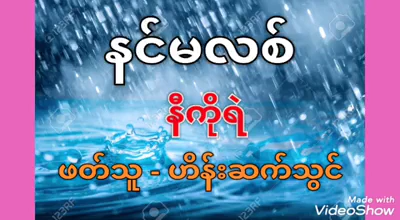 နင်မလစ်
နီကိုရဲ
ဖတ်သူ - ဟိန်းဆက်သွင်
Made with
VideoShow
123RF